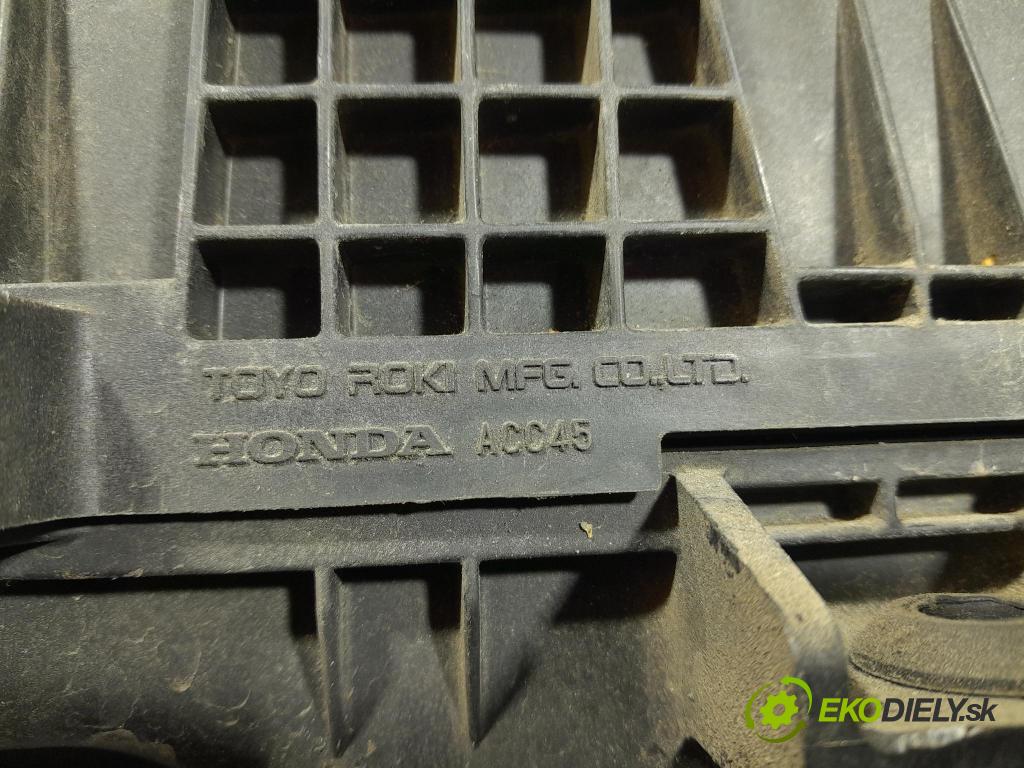 TOYO ROKI MFG. CO.,LTD.
HONDA ACC45
EKODIELY.sk